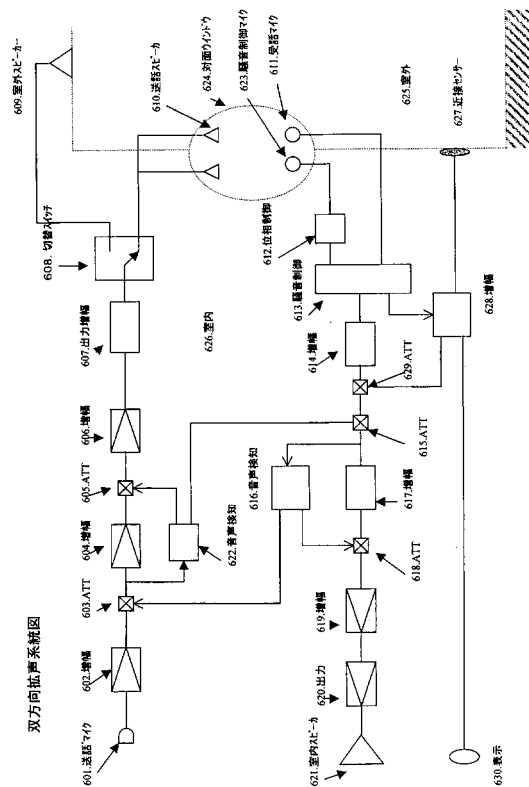 双方向拡声系統図
601.送話マイク
602.増幅
603.ATT
604.増幅
605.ATT
606.増幅
607.出力増幅
608. 切替スイッチ
609.室外スピーカー
610.送話スピーカ
624.対面ウインドウ
623.騒音制御マイク
611.受話マイク
625.室外
627.近接センサー
626.室内
612.位相制御
613.騒音制御
614.増幅
628.増幅
629.ATT
615.ATT
616.音声検知
622.音声検知
617.増幅
618.ATT
619.増幅
620.出力
621.室内スピーカ
630.表示